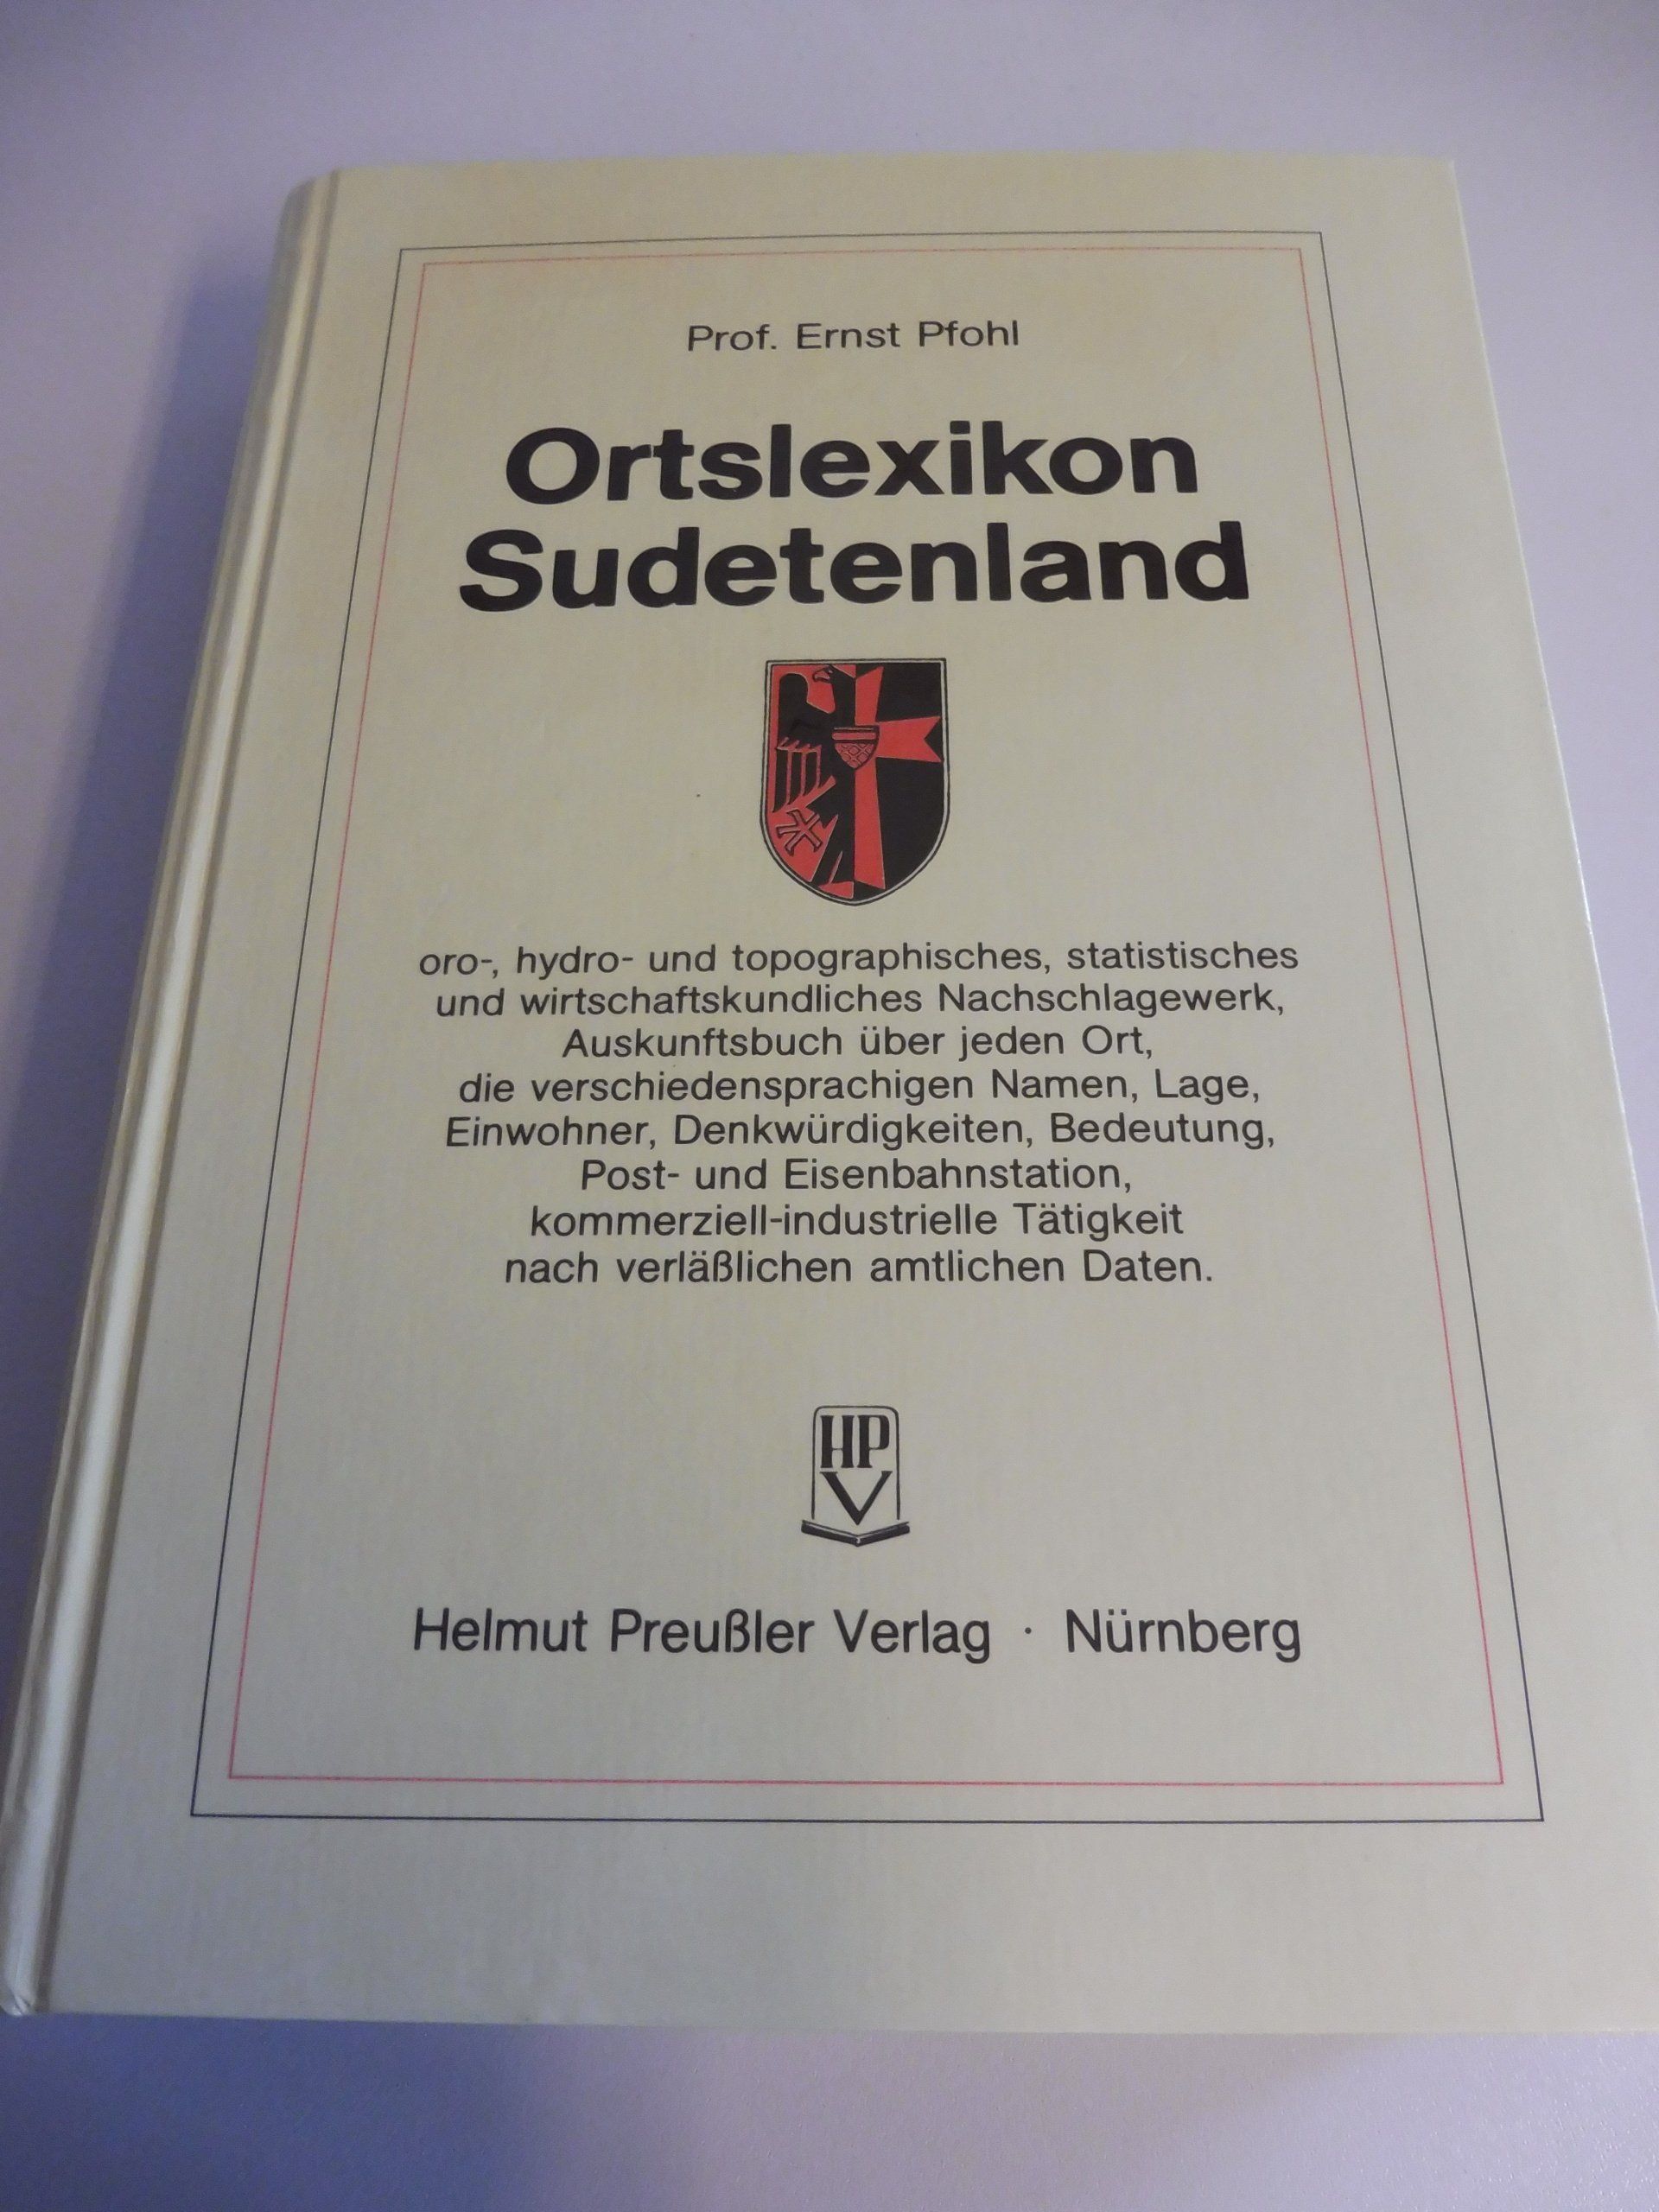 Prof. Ernst Pfohl
Ortslexikon
Sudetenland
oro-, hydro- und topographisches, statistisches
und wirtschaftskundliches Nachschlagewerk,
Auskunftsbuch über jeden Ort,
die verschiedensprachigen Namen, Lage,
Einwohner, Denkwürdigkeiten, Bedeutung,
Post- und Eisenbahnstation,
kommerziell-industrielle Tätigkeit
nach verläßlichen amtlichen Daten.
HP
V
Helmut Preußler Verlag · Nürnberg